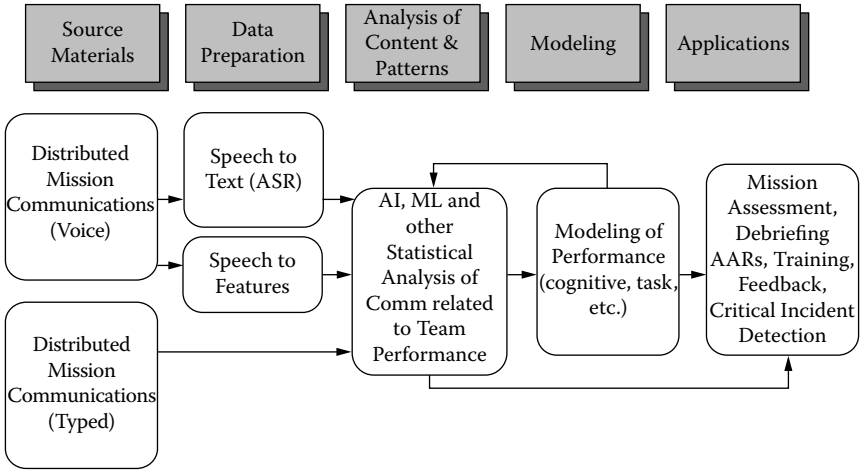 Source
Materials
Data
Preparation
Analysis of
Content &
Patterns
Modeling
Applications
Distributed
Mission
Communications
(Voice)
Speech to
Text (ASR)
Speech to
Features
Distributed
Mission
Communications
(Typed)
AI, ML and
other
Statistical
Analysis of
Comm related
to Team
Performance
Modeling of
Performance
(cognitive, task,
etc.)
Mission
Assessment,
Debriefing
AARs, Training,
Feedback,
Critical Incident
Detection